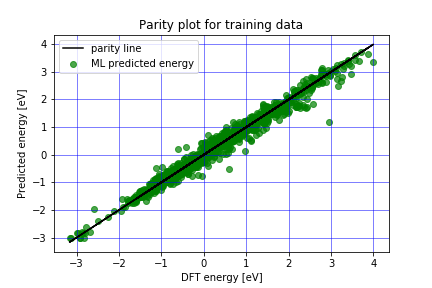 Parity plot for training data
parity line
ML predicted energy
Predicted energy [eV]
4
3
2
1
0
−1
−2
−3
−3 −2 −1 0 1 2 3 4
DFT energy [eV]